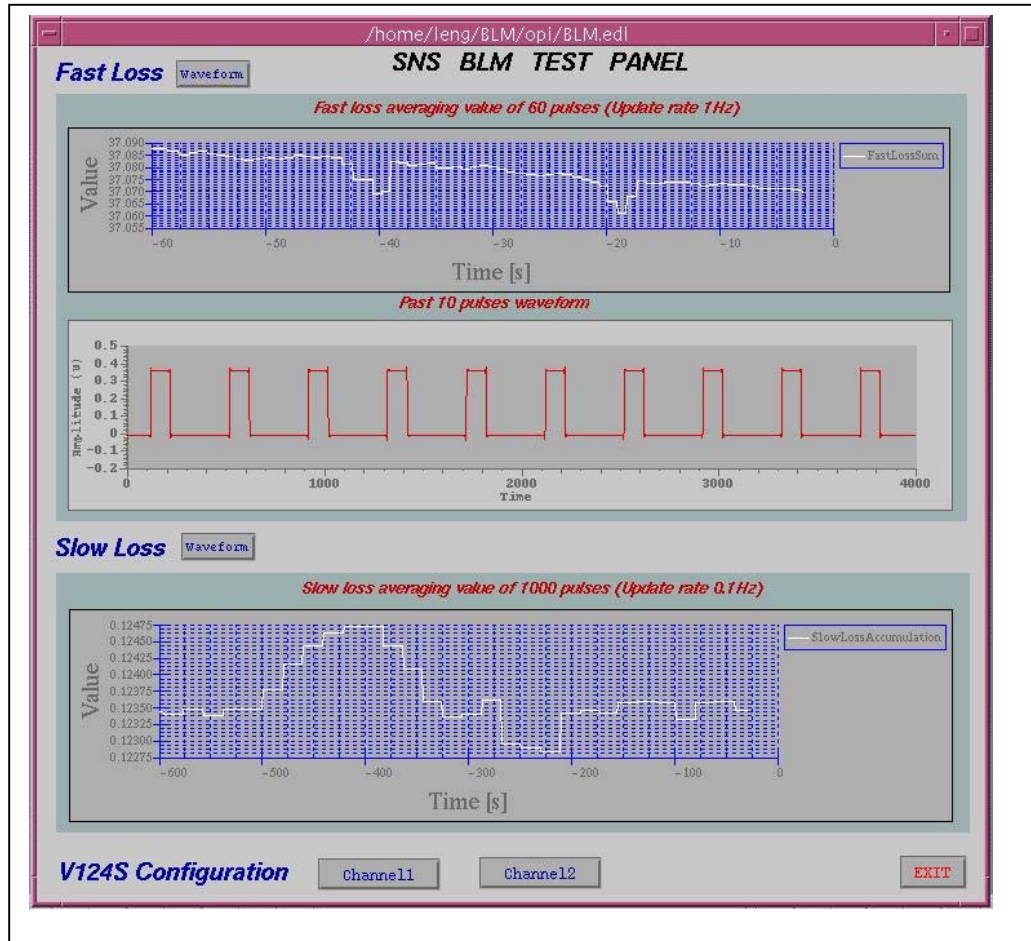 /home/leng/BLM/opi/BLM.edl
SNS BLM TEST PANEL
Fast Loss Waveform
Fast loss averaging value of 60 pulses (Update rate 1Hz)
37.090
37.085
37.080
37.075
37.070
37.065
37.060
37.055
Value
FastLossSum
-60 -50 -40 -30 -20 -10 0
Time [s]
Past 10 pulses waveform
0.5
0.4
0.3
0.2
0.1
0
-0.1
-0.2
Amplitude (V)
0 1000 2000 3000 4000
Time
Slow Loss Waveform
Slow loss averaging value of 1000 pulses (Update rate 0.1Hz)
0.12475
0.12450
0.12425
0.12400
0.12375
0.12350
0.12325
0.12300
0.12275
Value
SlowLossAccumulation
-600 -500 -400 -300 -200 -100 0
Time [s]
V124S Configuration Channel1 Channel2 EXIT